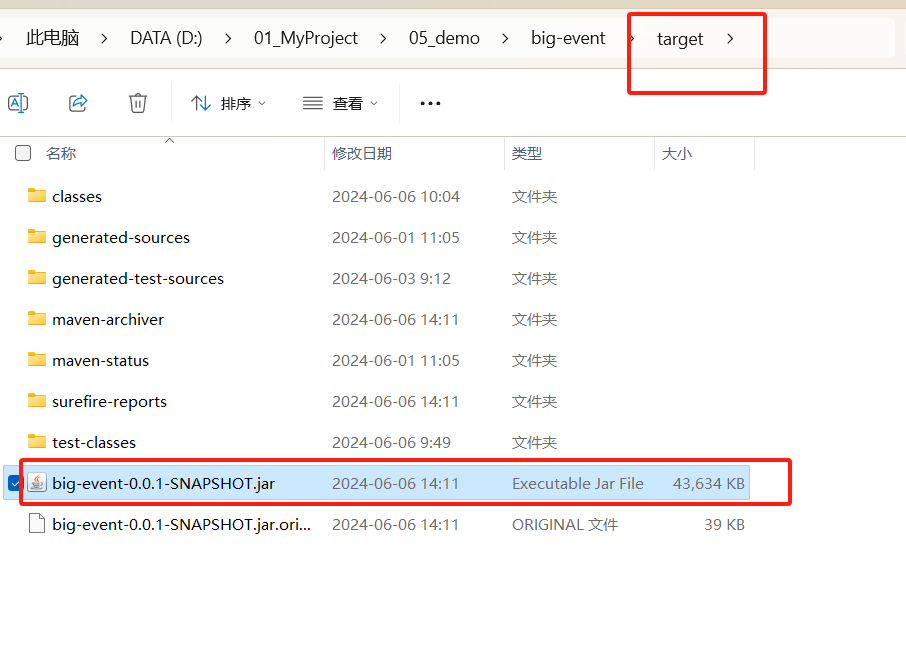 此电脑 > DATA (D:) > 01_MyProject > 05_demo > big-event > target >
排序 查看 •••
名称 修改日期 类型 大小
classes 2024-06-06 10:04 文件夹
generated-sources 2024-06-01 11:05 文件夹
generated-test-sources 2024-06-03 9:12 文件夹
maven-archiver 2024-06-06 14:11 文件夹
maven-status 2024-06-01 11:05 文件夹
surefire-reports 2024-06-06 14:11 文件夹
test-classes 2024-06-06 9:49 文件夹
big-event-0.0.1-SNAPSHOT.jar 2024-06-06 14:11 Executable Jar File 43,634 KB
big-event-0.0.1-SNAPSHOT.jar.ori... 2024-06-06 14:11 ORIGINAL 文件 39 KB